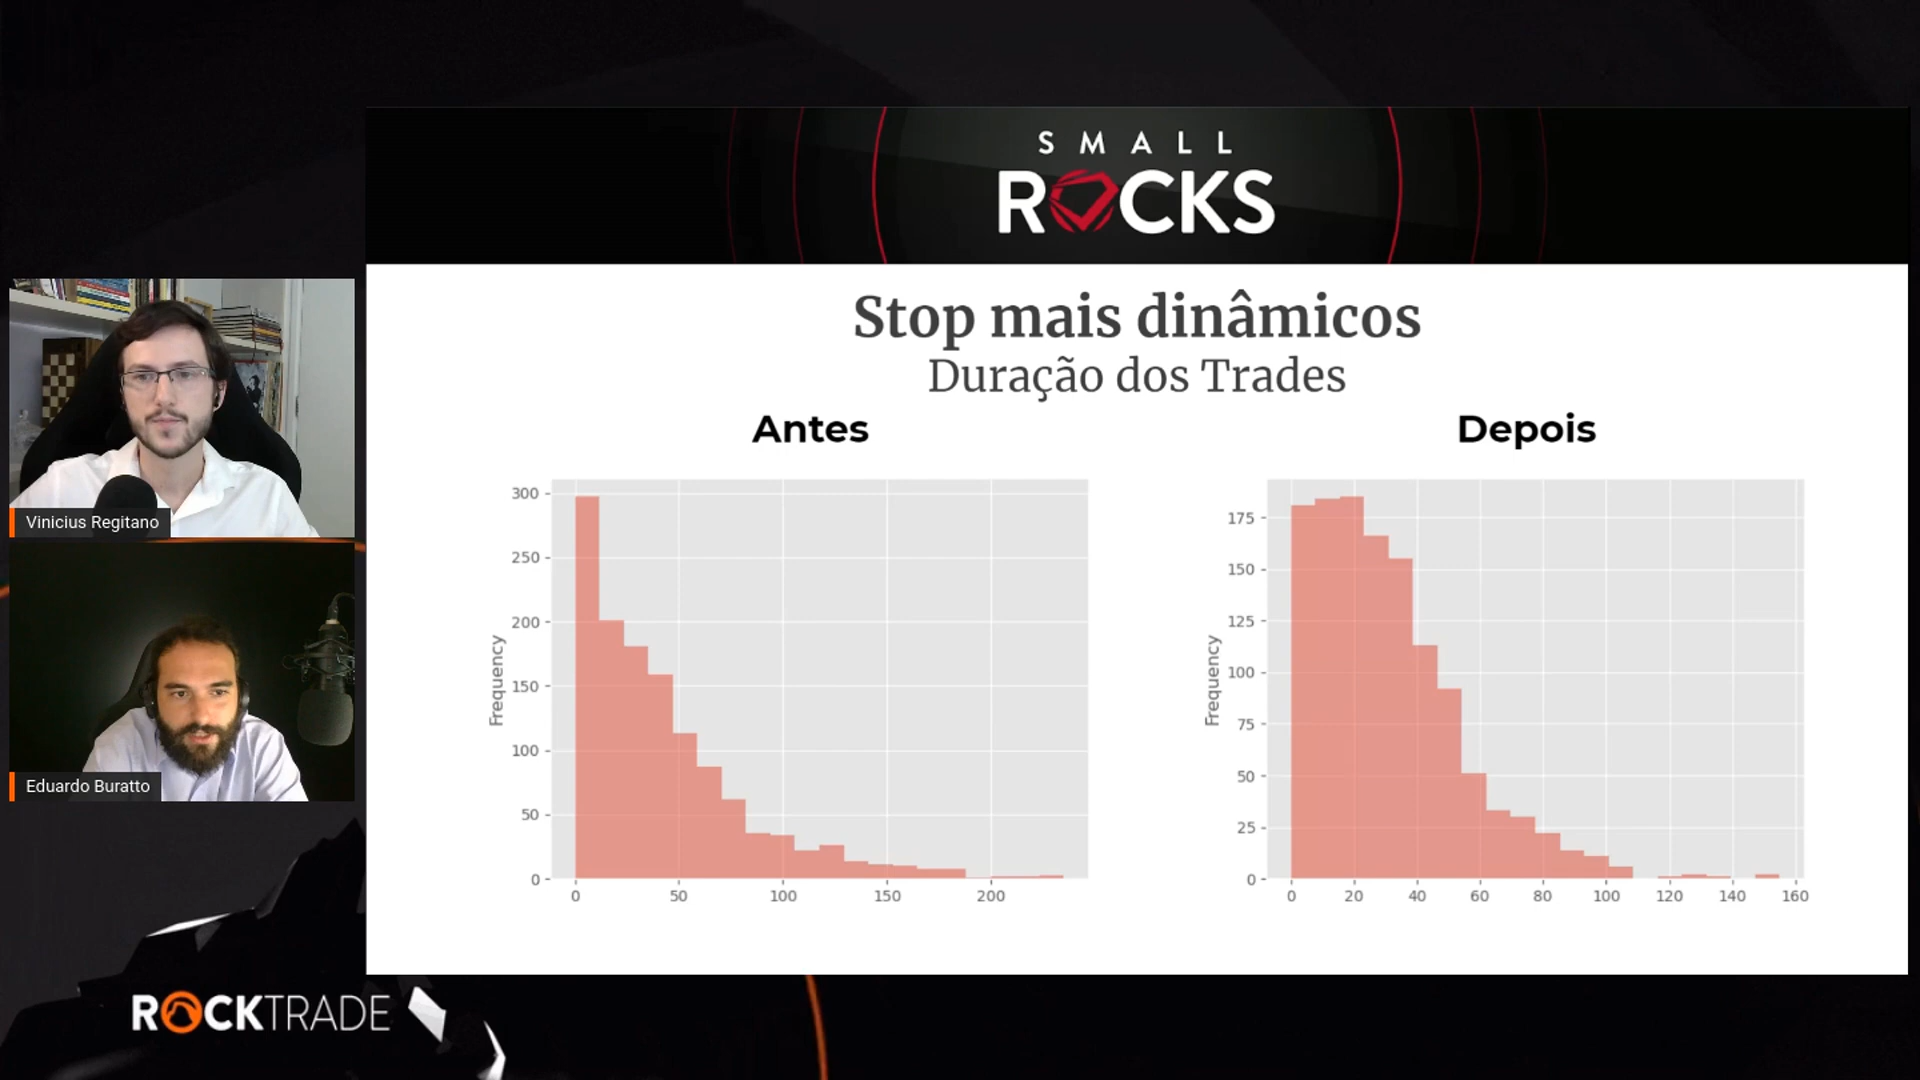 SMALL
ROCKS
Stop mais dinâmicos
Duração dos Trades
Antes
Depois
300
250
200
150
100
50
0
Frequency
0 50 100 150 200
175
150
125
100
75
50
25
0
Frequency
0 20 40 60 80 100 120 140 160
Vinicius Regitano
Eduardo Buratto
ROCKTRADE